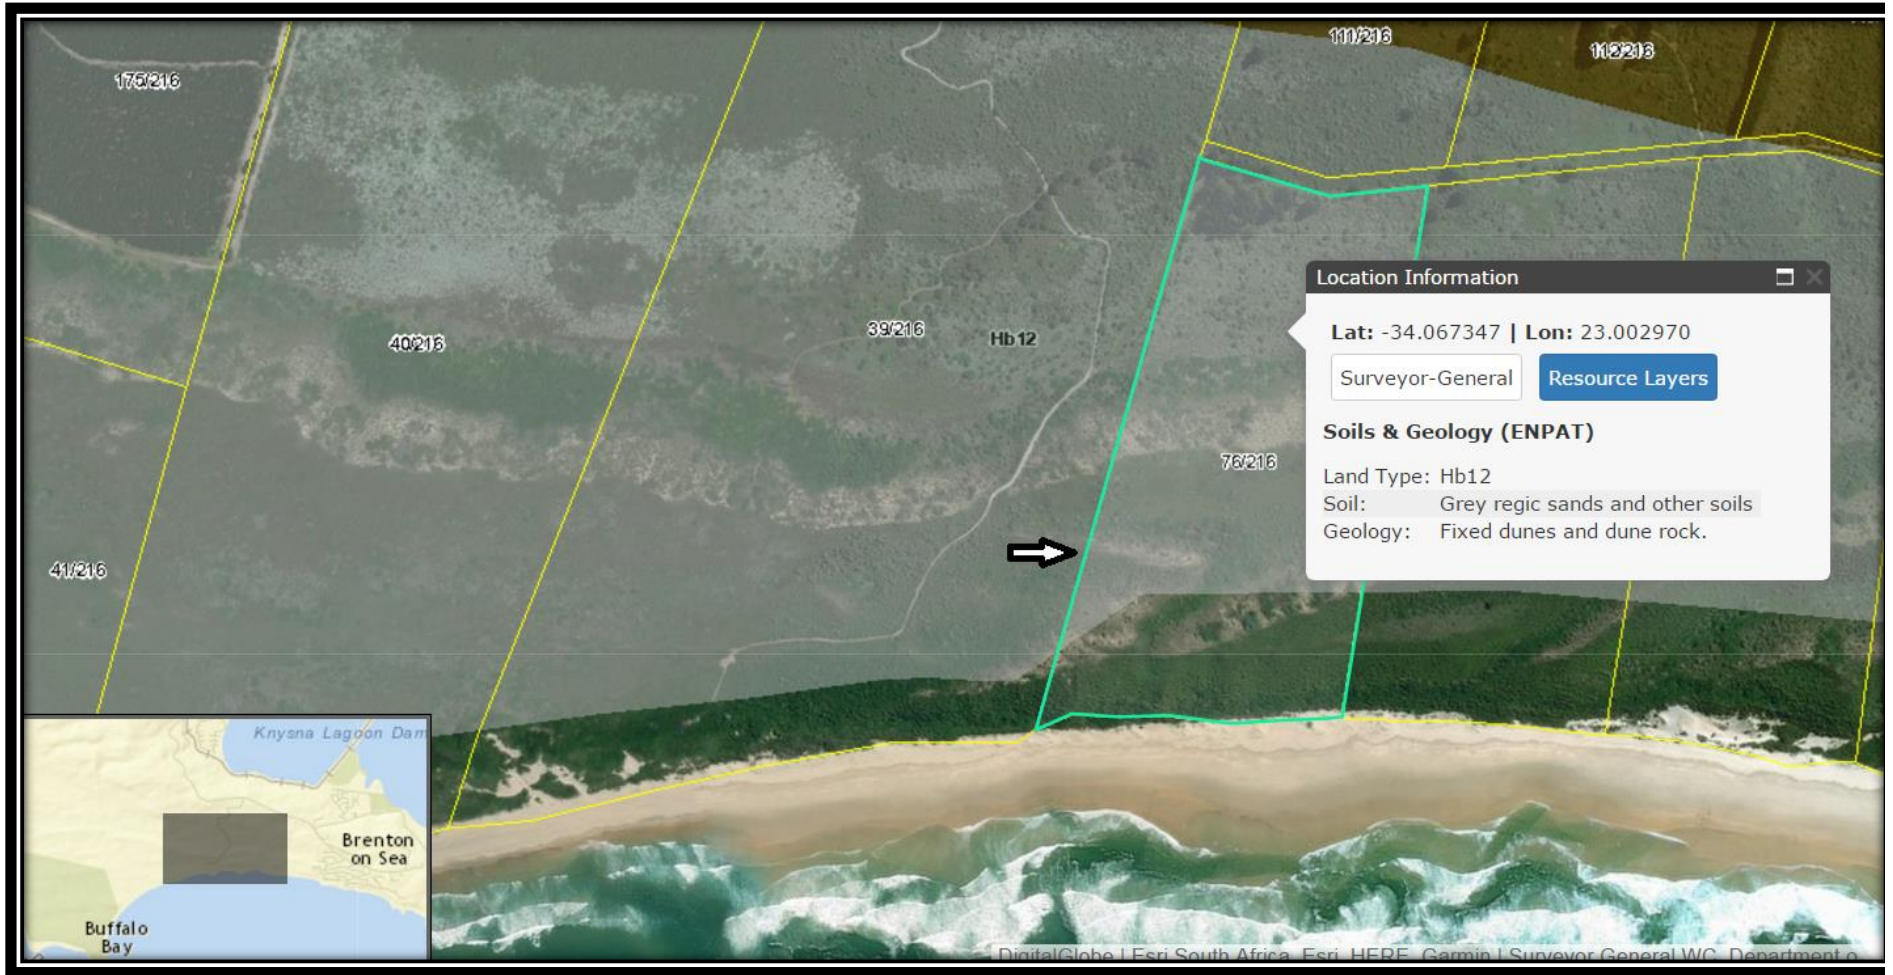 111/216
112/216
175/216
39/216
Hb12
40/216
76/216
41/216
Location Information
Lat: -34.067347 | Lon: 23.002970
Surveyor-General
Resource Layers
Soils & Geology (ENPAT)
Land Type: Hb12
Soil: Grey regic sands and other soils
Geology: Fixed dunes and dune rock.
Knysna Lagoon Dam
Brenton
on Sea
Buffalo
Bay
DigitalGlobe | Esri South Africa, Esri, HERE, Garmin | Surveyor General WC, Department o